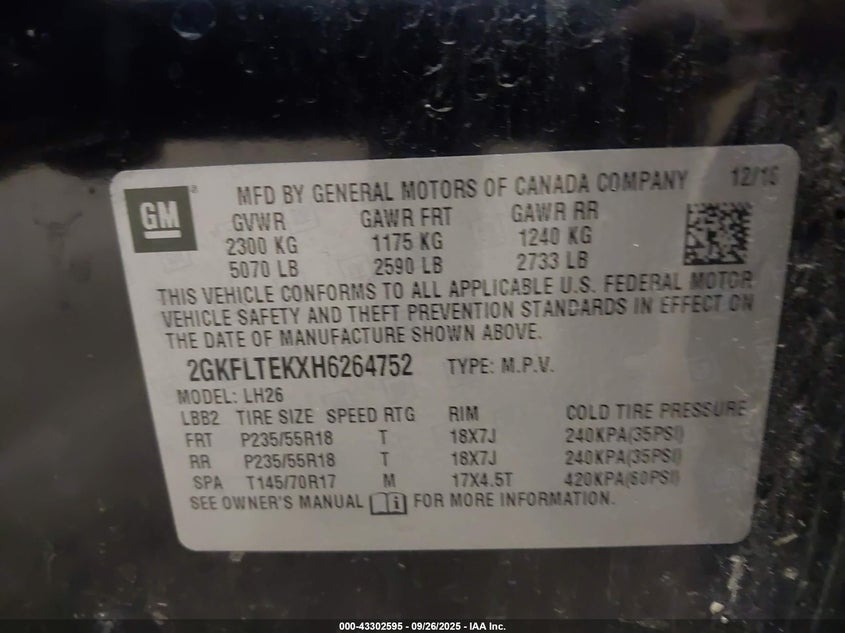 GM
MFD BY GENERAL MOTORS OF CANADA COMPANY 12/16
GVWR GAWR FRT GAWR RR
2300 KG 1175 KG 1240 KG
5070 LB 2590 LB 2733 LB
THIS VEHICLE CONFORMS TO ALL APPLICABLE U.S. FEDERAL MOTOR
VEHICLE SAFETY AND THEFT PREVENTION STANDARDS IN EFFECT ON
THE DATE OF MANUFACTURE SHOWN ABOVE.
2GKFLTEKXH6264752 TYPE: M.P.V.
MODEL: LH26
LBB2 TIRE SIZE SPEED RTG RIM COLD TIRE PRESSURE
FRT P235/55R18 T 18X7J 240KPA(35PSI)
RR P235/55R18 T 18X7J 240KPA(35PSI)
SPA T145/70R17 M 17X4.5T 420KPA(60PSI)
SEE OWNER'S MANUAL FOR MORE INFORMATION.
000-43302595 - 09/26/2025 - IAA Inc.